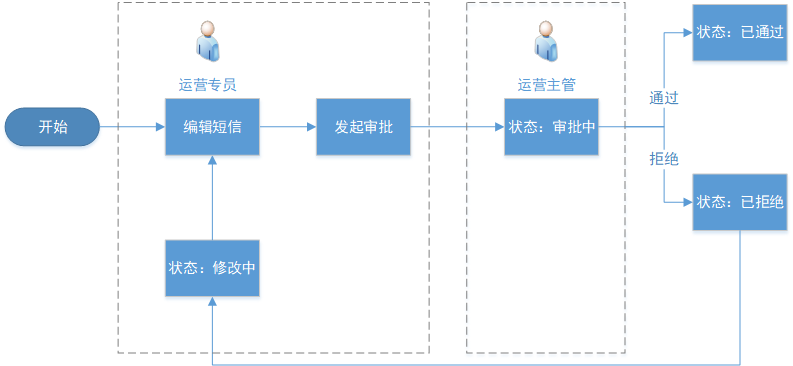 状态：已通过
运营专员
运营主管
通过
开始
编辑短信
发起审批
状态：审批中
拒绝
状态：已拒绝
状态：修改中